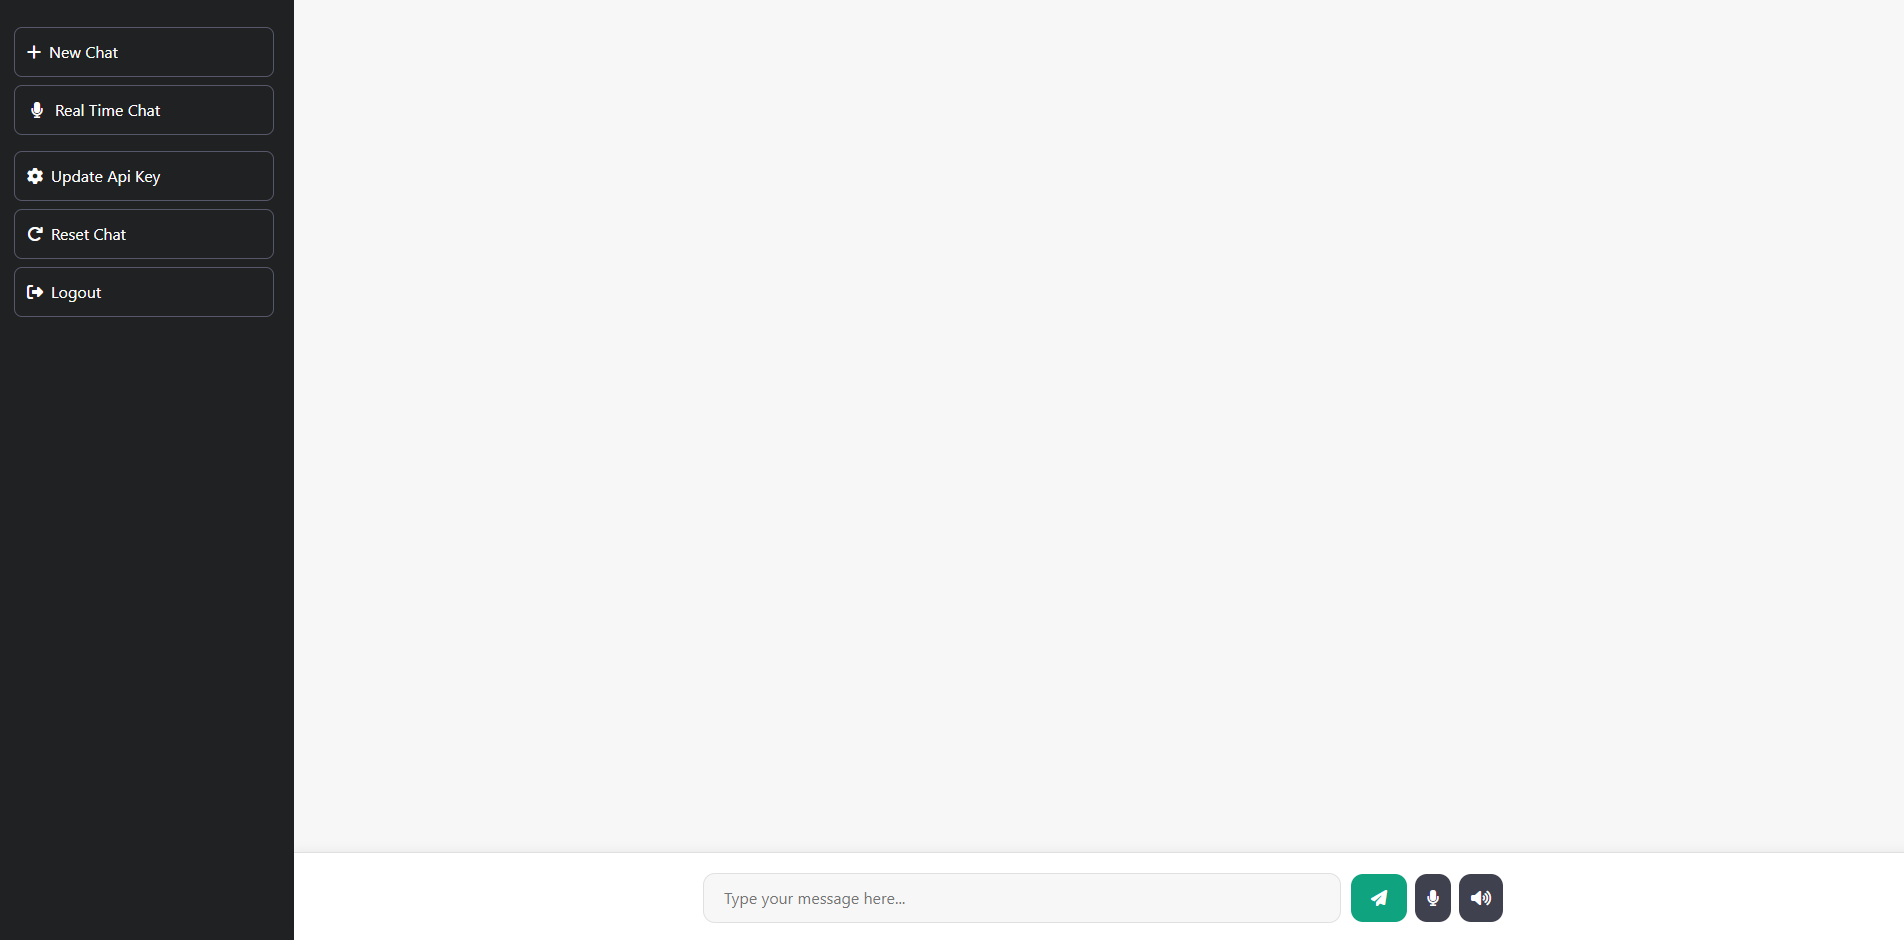 New Chat
Real Time Chat
Update Api Key
Reset Chat
Logout
Type your message here...